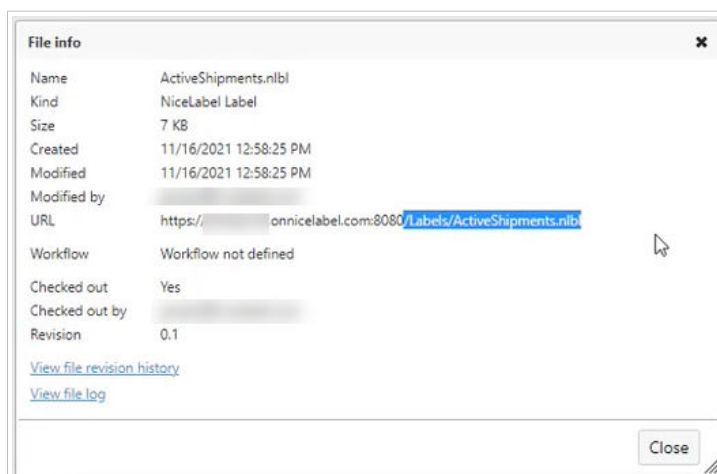 File info
Name ActiveShipments.nlbl
Kind NiceLabel Label
Size 7 KB
Created 11/16/2021 12:58:25 PM
Modified 11/16/2021 12:58:25 PM
Modified by
URL https:// onnicelabel.com:8080/Labels/ActiveShipments.nlbl
Workflow Workflow not defined
Checked out Yes
Checked out by
Revision 0.1
View file revision history
View file log
Close